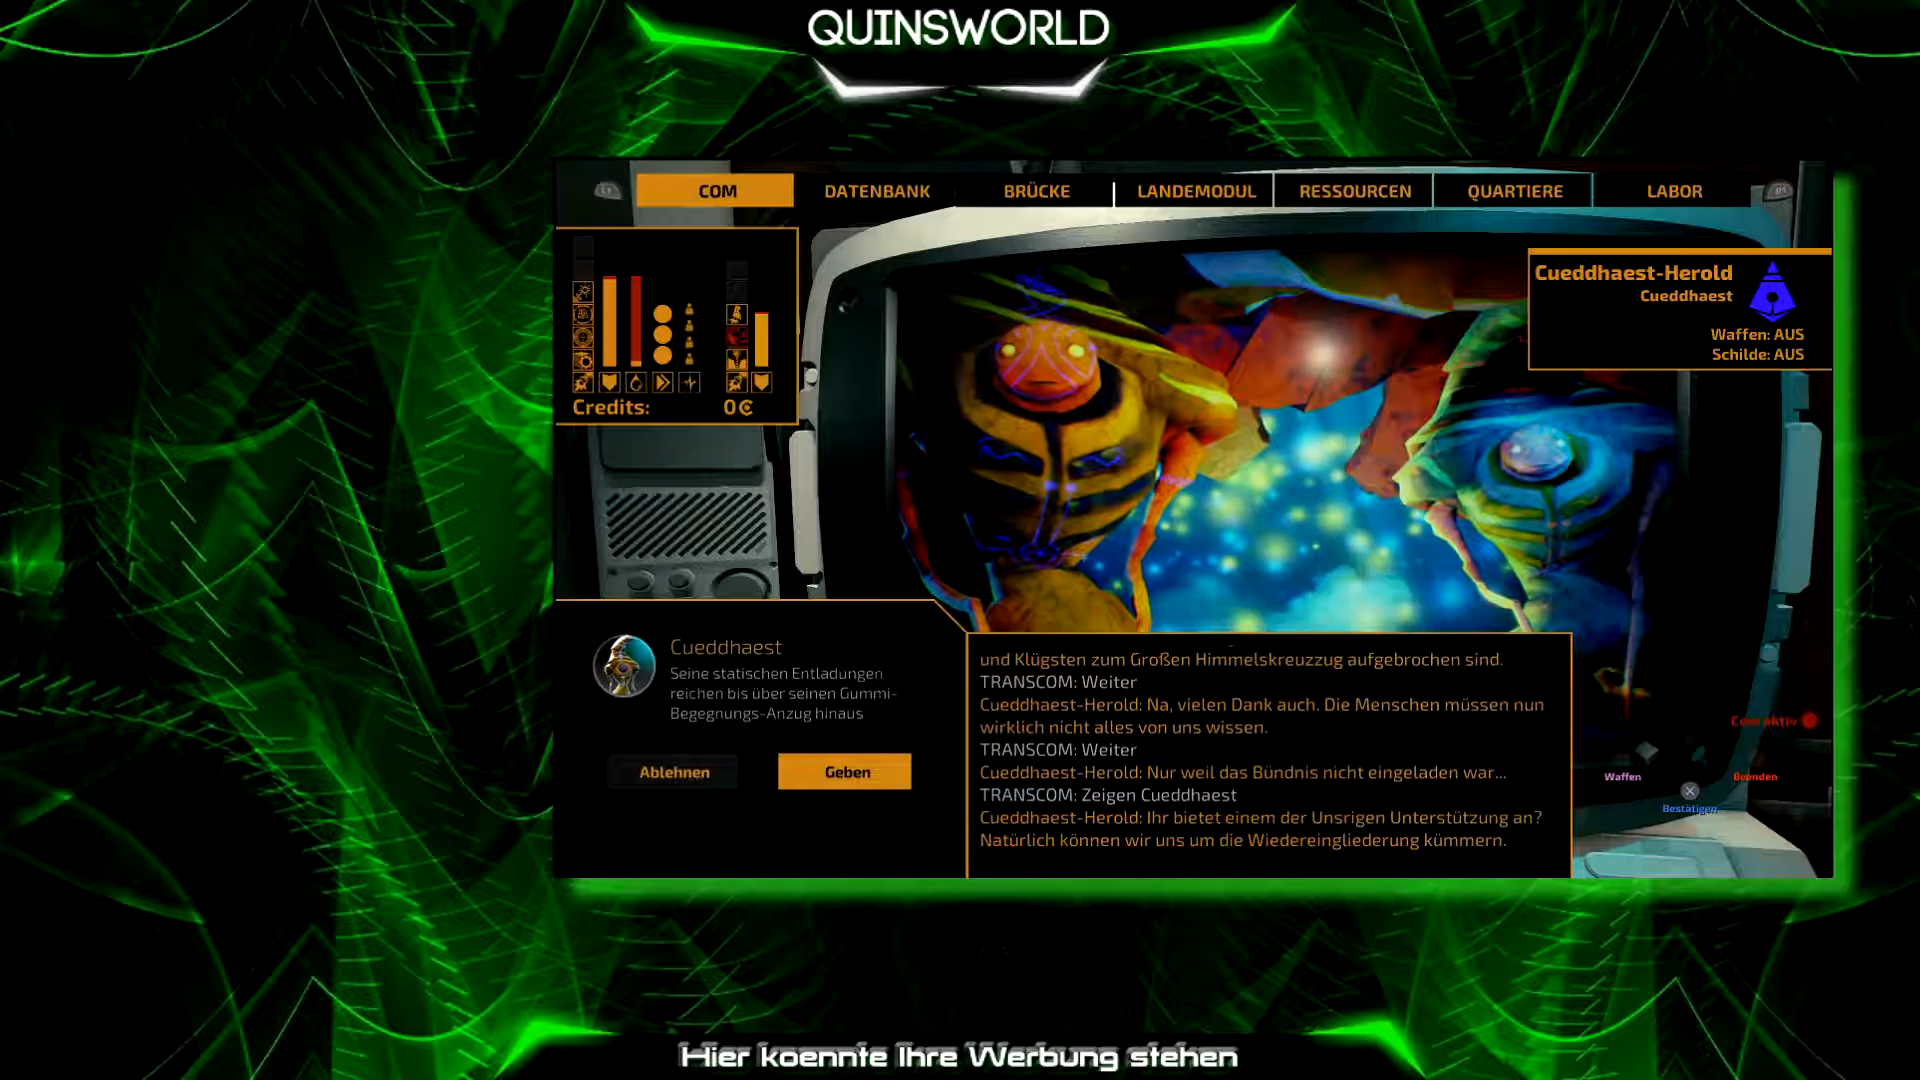 QUINSWORLD
COM
DATENBANK
BRÜCKE
LANDEMODUL
RESSOURCEN
QUARTIERE
LABOR
Cueddhaest-Herold
Cueddhaest
Waffen: AUS
Schilde: AUS
Credits: 0
Cueddhaest
Seine statischen Entladungen
reichen bis über seinen Gummi-
Begegnungs-Anzug hinaus
Ablehnen
Geben
und Klügsten zum Großen Himmelskreuzzug aufgebrochen sind.
TRANSCOM: Weiter
Cueddhaest-Herold: Na, vielen Dank auch. Die Menschen müssen nun
wirklich nicht alles von uns wissen.
TRANSCOM: Weiter
Cueddhaest-Herold: Nur weil das Bündnis nicht eingeladen war...
TRANSCOM: Zeigen Cueddhaest
Cueddhaest-Herold: Ihr bietet einem der Unsrigen Unterstützung an?
Natürlich können wir uns um die Wiedereingliederung kümmern.
Com aktiv
Waffen
Beenden
Bestätigen
Hier koennte Ihre Werbung stehen